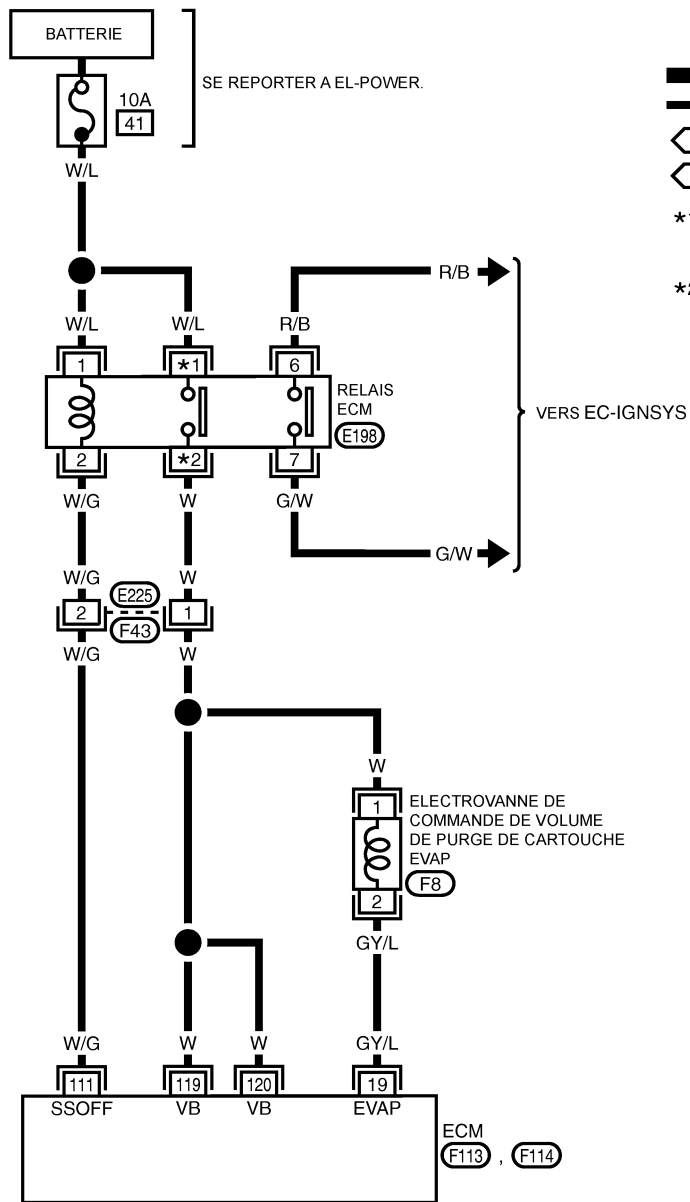 BATTERIE
SE REPORTER A EL-POWER.
10A
41
W/L
R/B
W/L W/L R/B
1 *1 6
RELAIS
ECM
E198
VERS EC-IGNSYS
2 *2 7
W/G W G/W
G/W
W/G W
E225
2 1
F43
W/G W
W
1
ELECTROVANNE DE
COMMANDE DE VOLUME
DE PURGE DE CARTOUCHE
EVAP
F8
2
GY/L
W/G W W GY/L
111 119 120 19
SSOFF VB VB EVAP
ECM
F113 , F114